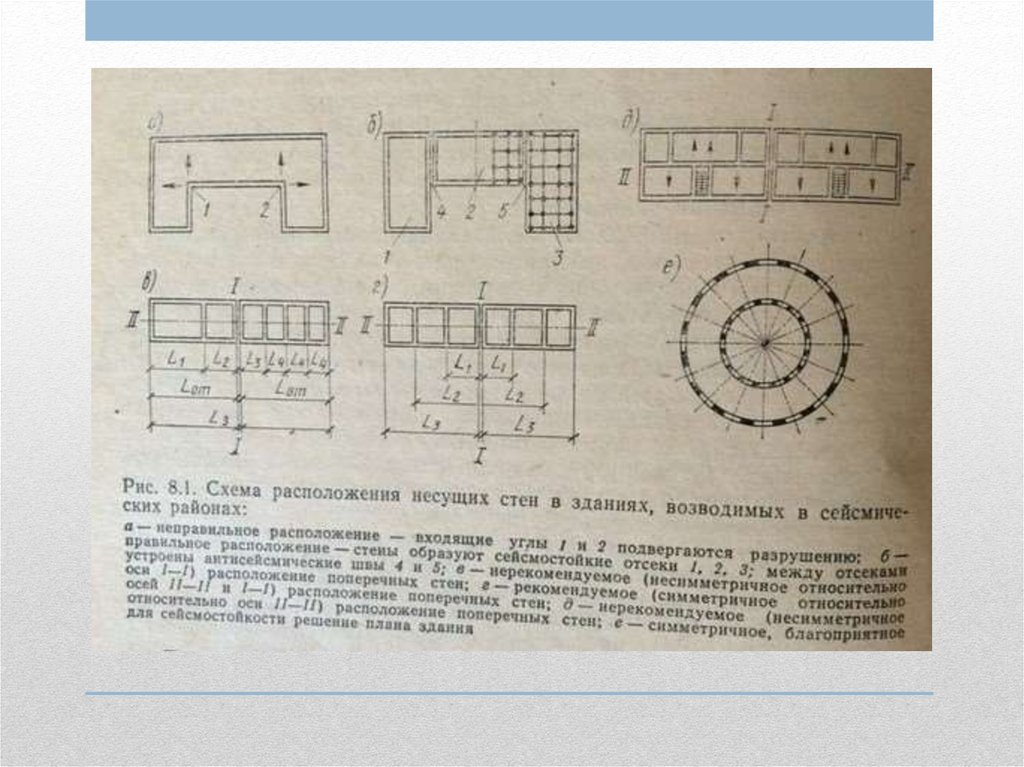 а)
б)
д)
I
II
II
I
1
2
4
2
5
1
3
в)
г)
е)
I
I
II
II
II
II
L₁
L₂
L₃
L₄
L₄
L₄
L₁
L₁
Lот
Lот
L₂
L₂
L₃
L₃
L₃
I
I
Рис. 8.1. Схема расположения несущих стен в зданиях, возводимых в сейсмиче-
ских районах:
а — неправильное расположение — входящие углы 1 и 2 подвергаются разрушению; б —
правильное расположение — стены образуют сейсмостойкие отсеки 1, 2, 3; между отсеками
устроены антисейсмические швы 4 и 5; в — нерекомендуемое (несимметричное относительно
оси I—I) расположение поперечных стен; г — рекомендуемое (симметричное относительно
осей II—II и I—I) расположение поперечных стен; д — нерекомендуемое (несимметричное
относительно оси II—II) расположение поперечных стен; е — симметричное, благоприятное
для сейсмостойкости решение плана здания